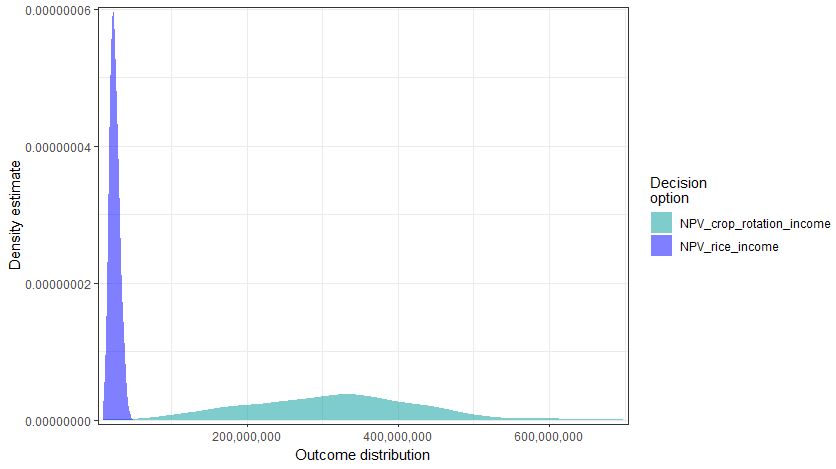 0.00000006
0.00000004
0.00000002
0.00000000
Density estimate
200,000,000
400,000,000
600,000,000
Outcome distribution
Decision
option
NPV_crop_rotation_income
NPV_rice_income